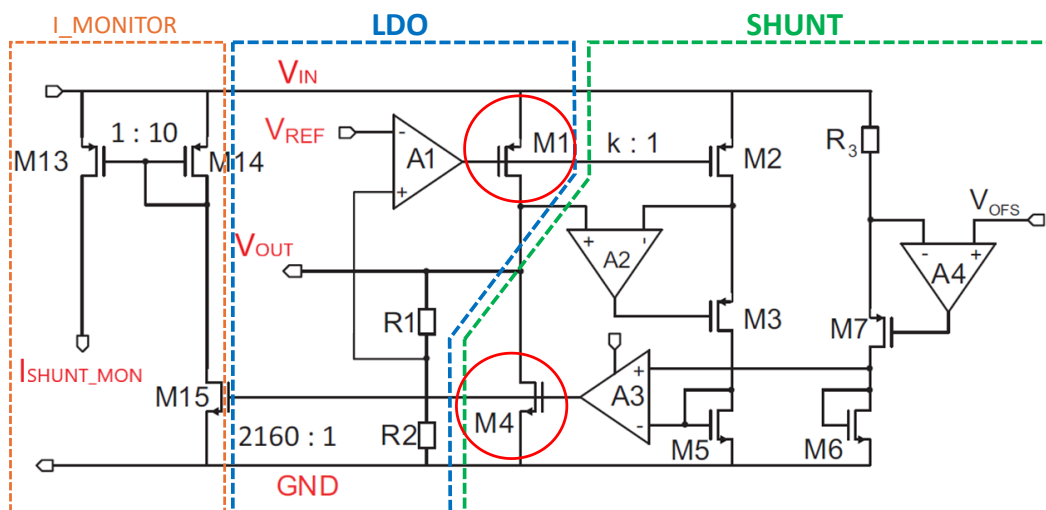 I_MONITOR
LDO
SHUNT
VIN
1 : 10
M13
M14
VREF
-
+
A1
M1
k : 1
M2
R3
VOFS
+
-
A2
-
+
A4
VOUT
R1
M3
M7
ISHUNT_MON
M15
2160 : 1
R2
M4
+
-
A3
M5
M6
GND